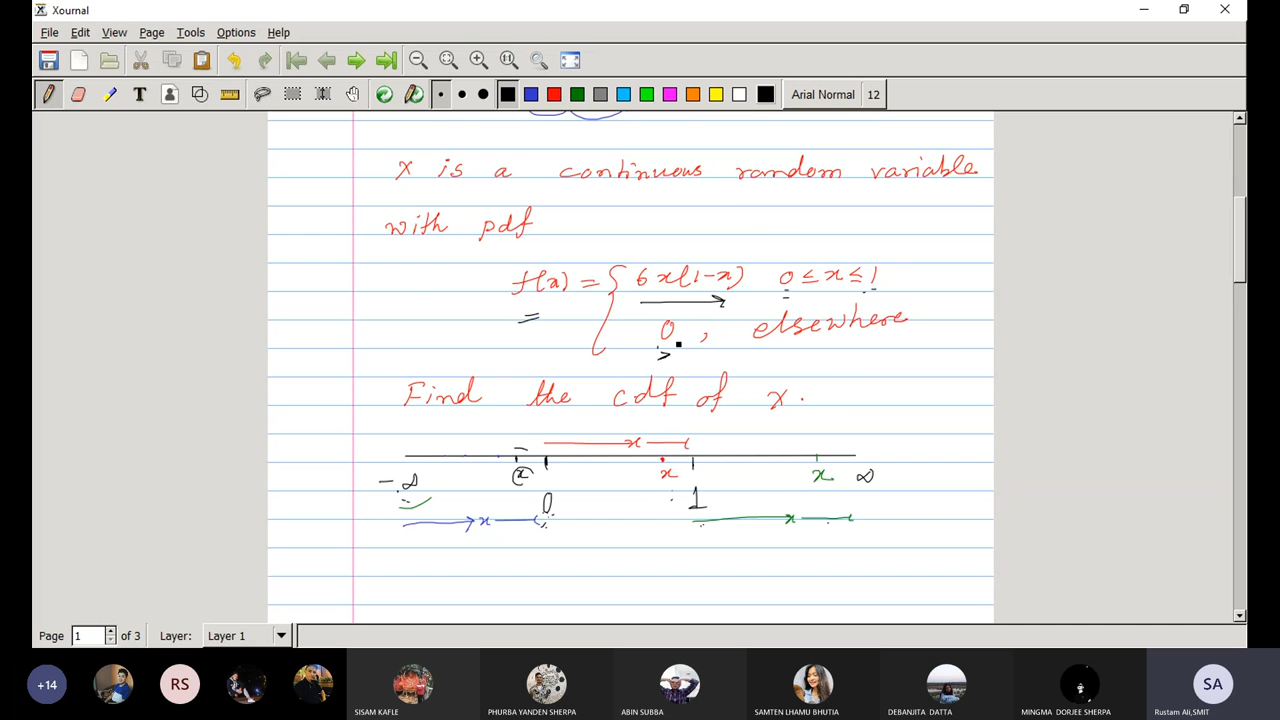 Xournal
File Edit View Page Tools Options Help
Arial Normal 12
X is a continuous random variable
with pdf
f(x) = { 6x(1-x) 0 ≤ x ≤ 1
0 , elsewhere
Find the cdf of X.
x
-∞ x 0 x 1 x ∞
x x
Page 1 of 3 Layer: Layer 1
+14 RS SA
SISAM KAFLE PHURBA YANDEN SHERPA ABIN SUBBA SAMTEN LHAMU BHUTIA DEBANJITA DATTA MINGMA DORJEE SHERPA Rustam Ali,SMIT